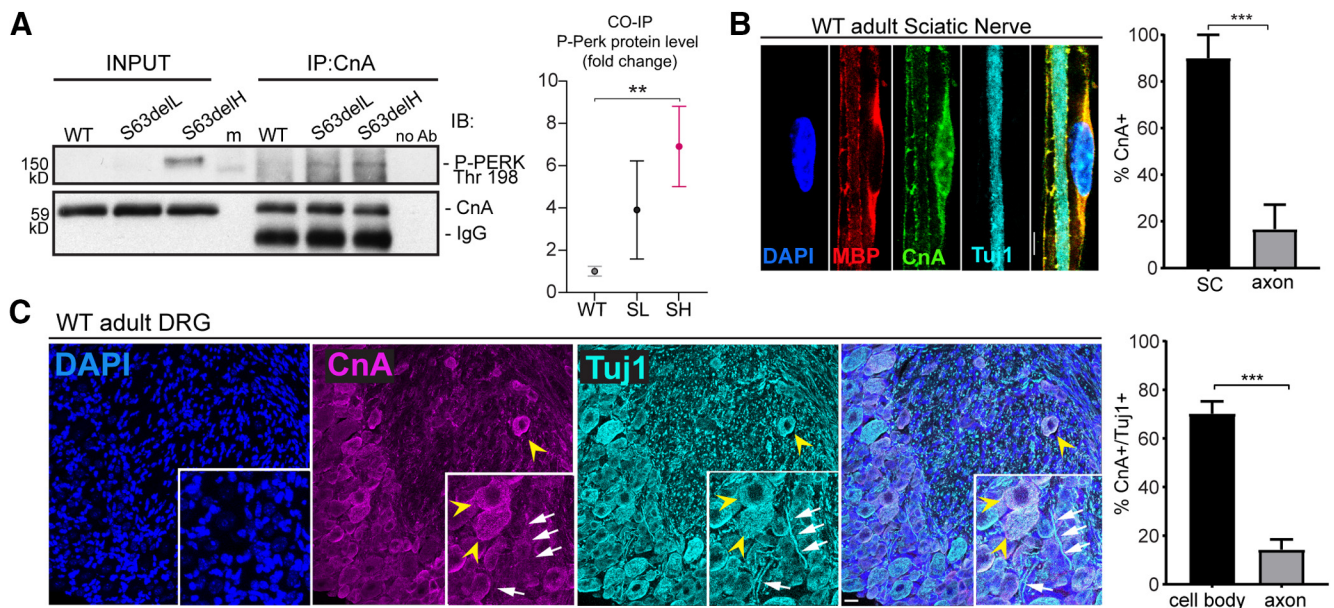 A
INPUT
IP:CnA
WT
S63delL
S63delH
m
WT
S63delL
S63delH
no Ab
IB:
150
kD
- P-PERK
Thr 198
59
kD
- CnA
- IgG
CO-IP
P-Perk protein level
(fold change)
**
10
8
6
4
2
0
WT
SL
SH
B
WT adult Sciatic Nerve
DAPI
MBP
CnA
Tuj1
% CnA+
***
100
80
60
40
20
0
SC
axon
C
WT adult DRG
DAPI
CnA
Tuj1
% CnA+/Tuj1+
***
100
80
60
40
20
0
cell body
axon